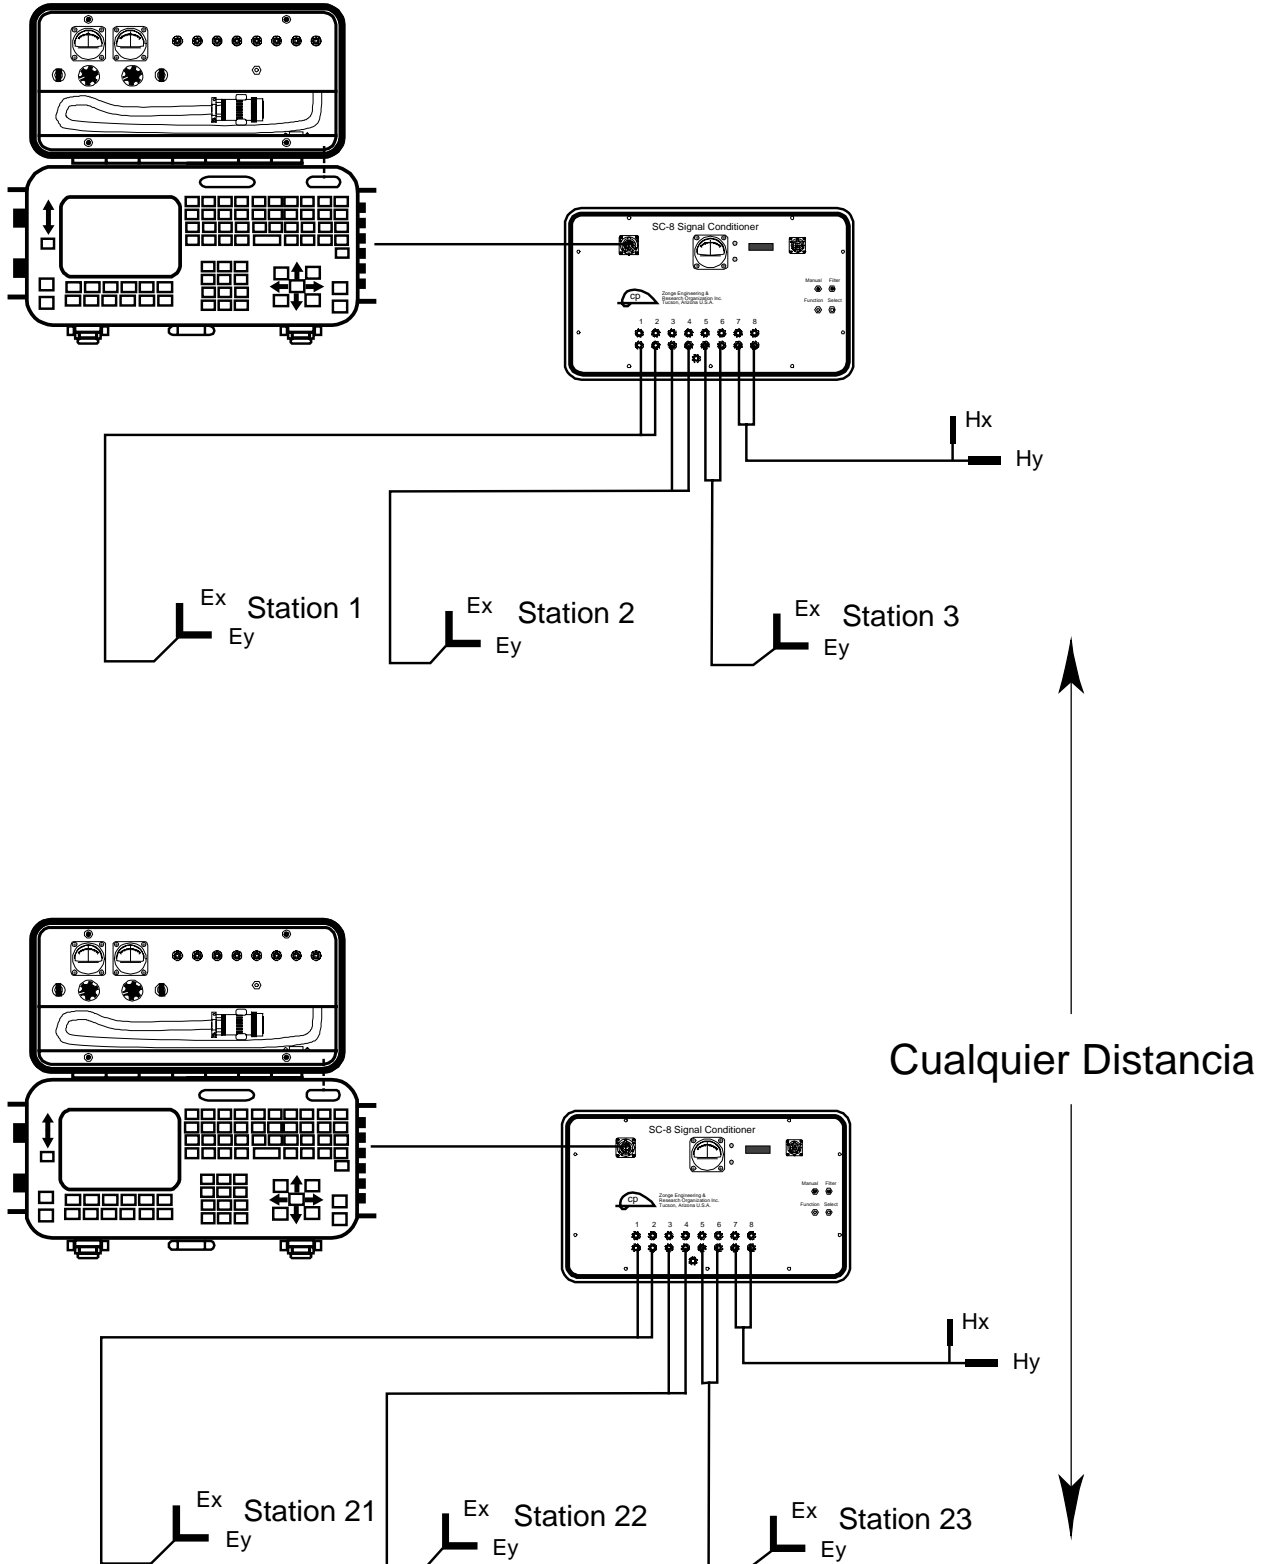 SC-8 Signal Conditioner
Manual Filter
Function Select
cp
Zonge Engineering &
Research Organization Inc.
Tucson, Arizona U.S.A.
1 2 3 4 5 6 7 8
Hx
Hy
Ex
Ey
Station 1
Ex
Ey
Station 2
Ex
Ey
Station 3
Cualquier Distancia
SC-8 Signal Conditioner
Manual Filter
Function Select
cp
Zonge Engineering &
Research Organization Inc.
Tucson, Arizona U.S.A.
1 2 3 4 5 6 7 8
Hx
Hy
Ex
Ey
Station 21
Ex
Ey
Station 22
Ex
Ey
Station 23